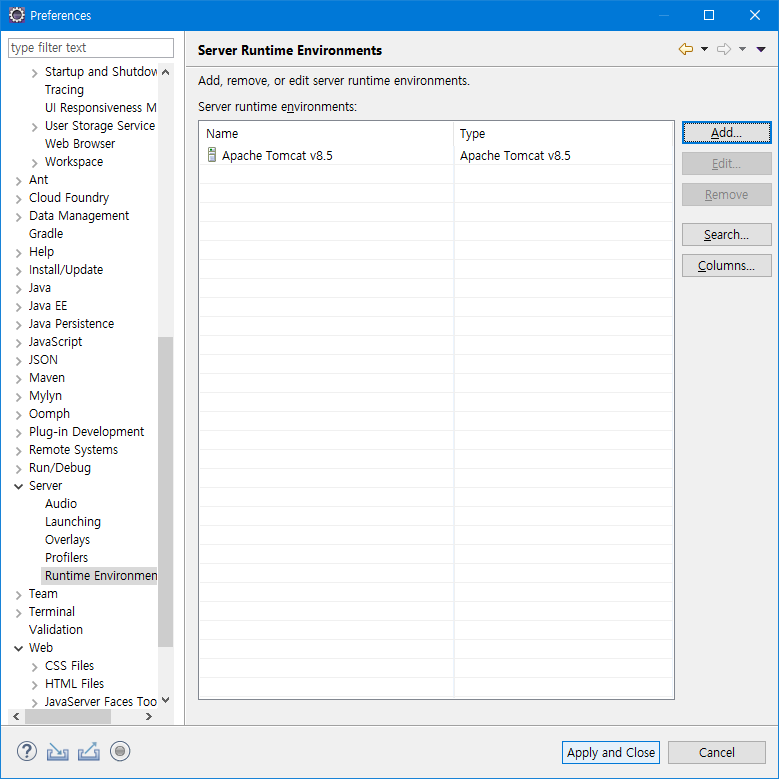 Preferences
type filter text
Startup and Shutdow
Tracing
UI Responsiveness M
User Storage Service
Web Browser
Workspace
Ant
Cloud Foundry
Data Management
Gradle
Help
Install/Update
Java
Java EE
Java Persistence
JavaScript
JSON
Maven
Mylyn
Oomph
Plug-in Development
Remote Systems
Run/Debug
Server
Audio
Launching
Overlays
Profilers
Runtime Environmen
Team
Terminal
Validation
Web
CSS Files
HTML Files
JavaServer Faces Too
Server Runtime Environments
Add, remove, or edit server runtime environments.
Server runtime environments:
Name Type
Apache Tomcat v8.5 Apache Tomcat v8.5
Add...
Edit...
Remove
Search...
Columns...
?
Apply and Close
Cancel